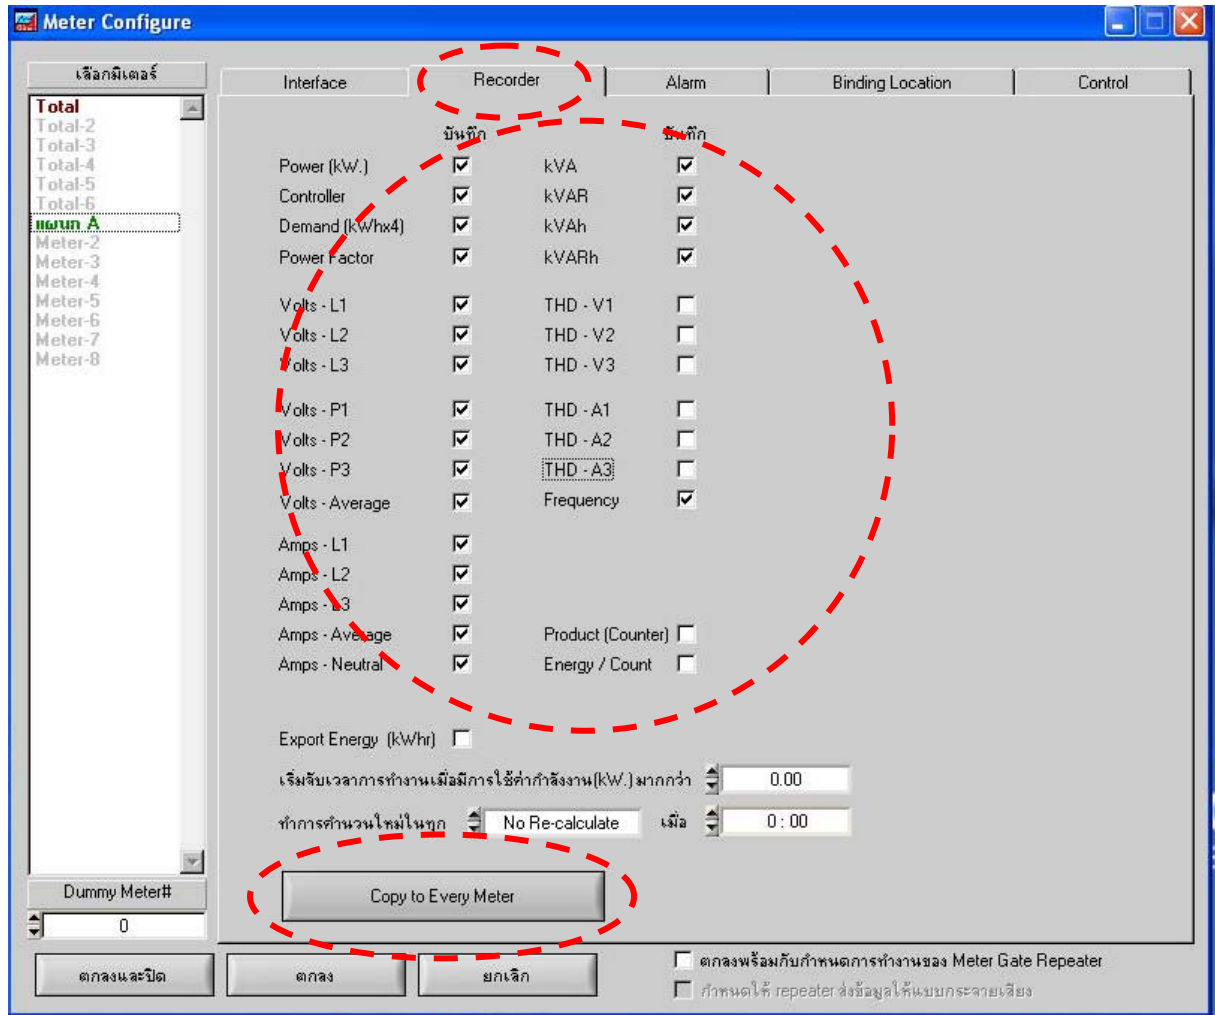 Meter Configure
เลือกมิเตอร์
Interface
Recorder
Alarm
Binding Location
Control
Total
Total-2
Total-3
Total-4
Total-5
Total-6
แผนก A
Meter-2
Meter-3
Meter-4
Meter-5
Meter-6
Meter-7
Meter-8
บันทึก
บันทึก
Power (kW.)
kVA
Controller
kVAR
Demand (kWhx4)
kVAh
Power Factor
kVARh
Volts - L1
THD - V1
Volts - L2
THD - V2
Volts - L3
THD - V3
Volts - P1
THD - A1
Volts - P2
THD - A2
Volts - P3
THD - A3
Volts - Average
Frequency
Amps - L1
Amps - L2
Amps - L3
Amps - Average
Product (Counter)
Amps - Neutral
Energy / Count
Export Energy (kWhr)
เริ่มจับเวลาการทำงานเมื่อมีการใช้ค่ากำลังงาน(kW.)มากกว่า 0.00
ทำการคำนวนใหม่ในทุก No Re-calculate เมื่อ 0 : 00
Copy to Every Meter
Dummy Meter#
0
ตกลงและปิด
ตกลง
ยกเลิก
ตกลงพร้อมกับกำหนดการทำงานของ Meter Gate Repeater
กำหนดให้ repeater ส่งข้อมูลให้แบบกระจายเสียง